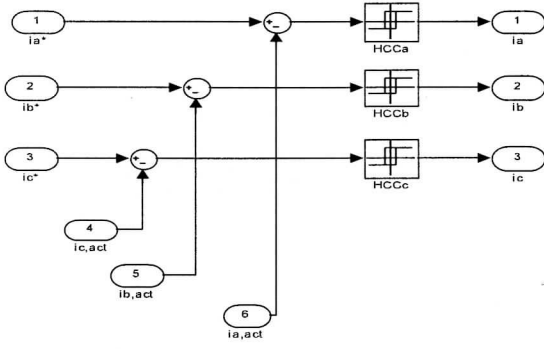 1
ia*
+
-
HCCa
1
ia
2
ib*
+
-
HCCb
2
ib
3
ic*
+
-
HCCc
3
ic
4
ic,act
5
ib,act
6
ia,act